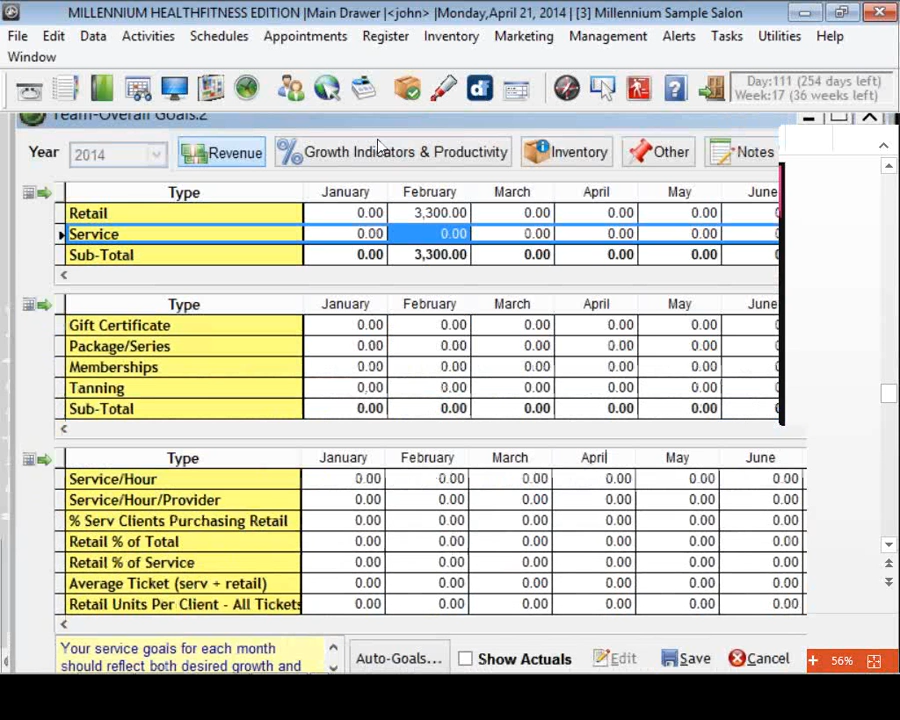 MILLENNIUM HEALTHFITNESS EDITION |Main Drawer |<john> |Monday,April 21, 2014 | [3] Millennium Sample Salon
File Edit Data Activities Schedules Appointments Register Inventory Marketing Management Alerts Tasks Utilities Help
Window
df Day:111 (254 days left)
Week:17 (36 weeks left)
Team-Overall Goals:2
Year 2014 Revenue Growth Indicators & Productivity Inventory Other Notes
Type January February March April May June
Retail 0.00 3,300.00 0.00 0.00 0.00
Service 0.00 0.00 0.00 0.00 0.00
Sub-Total 0.00 3,300.00 0.00 0.00 0.00
Type January February March April May June
Gift Certificate 0.00 0.00 0.00 0.00 0.00
Package/Series 0.00 0.00 0.00 0.00 0.00
Memberships 0.00 0.00 0.00 0.00 0.00
Tanning 0.00 0.00 0.00 0.00 0.00
Sub-Total 0.00 0.00 0.00 0.00 0.00
Type January February March April May June
Service/Hour 0.00 0.00 0.00 0.00 0.00 0.00
Service/Hour/Provider 0.00 0.00 0.00 0.00 0.00 0.00
% Serv Clients Purchasing Retail 0.00 0.00 0.00 0.00 0.00 0.00
Retail % of Total 0.00 0.00 0.00 0.00 0.00 0.00
Retail % of Service 0.00 0.00 0.00 0.00 0.00 0.00
Average Ticket (serv + retail) 0.00 0.00 0.00 0.00 0.00 0.00
Retail Units Per Client - All Tickets 0.00 0.00 0.00 0.00 0.00 0.00
Your service goals for each month
should reflect both desired growth and
Auto-Goals... Show Actuals Edit Save Cancel 56%